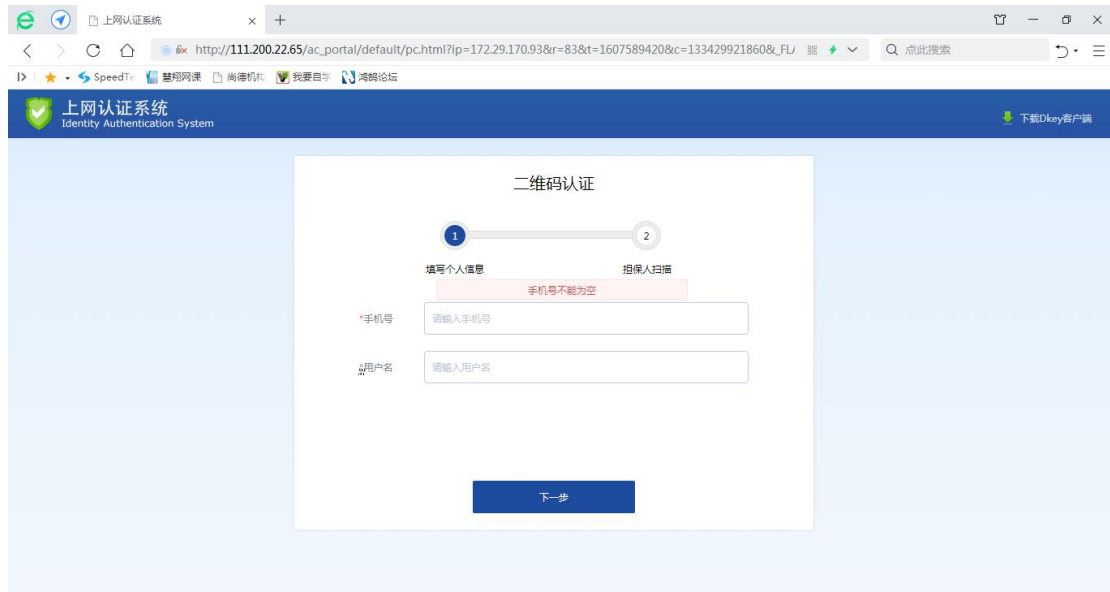 上网认证系统
http://111.200.22.65/ac_portal/default/pc.html?ip=172.29.170.93&r=83&t=1607589420&c=133429921860&_FL/
点此搜索
SpeedTe
慧翔网课
尚德机构
我要自学
鸿鹄论坛
上网认证系统
Identity Authentication System
下载Dkey客户端
二维码认证
1
2
填写个人信息
担保人扫描
手机号不能为空
*手机号
请输入手机号
*用户名
请输入用户名
下一步